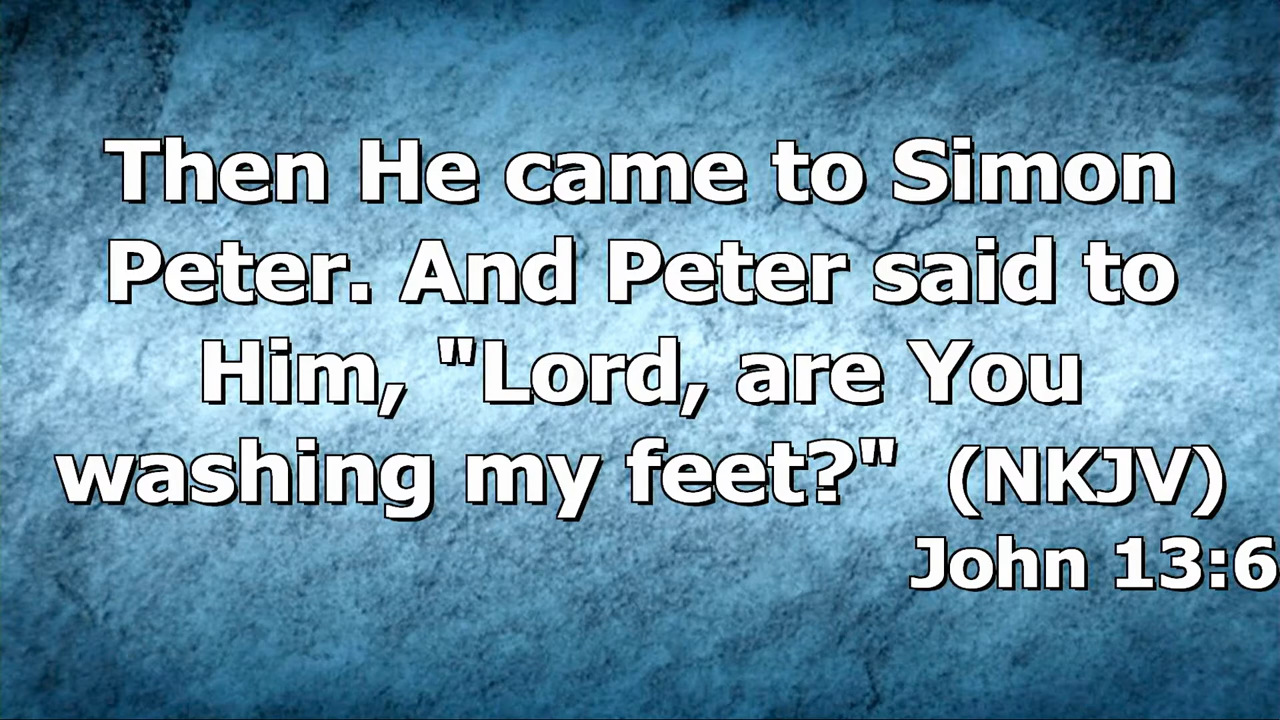 Then He came to Simon
Peter. And Peter said to
Him, "Lord, are You
washing my feet?" (NKJV)
John 13:6